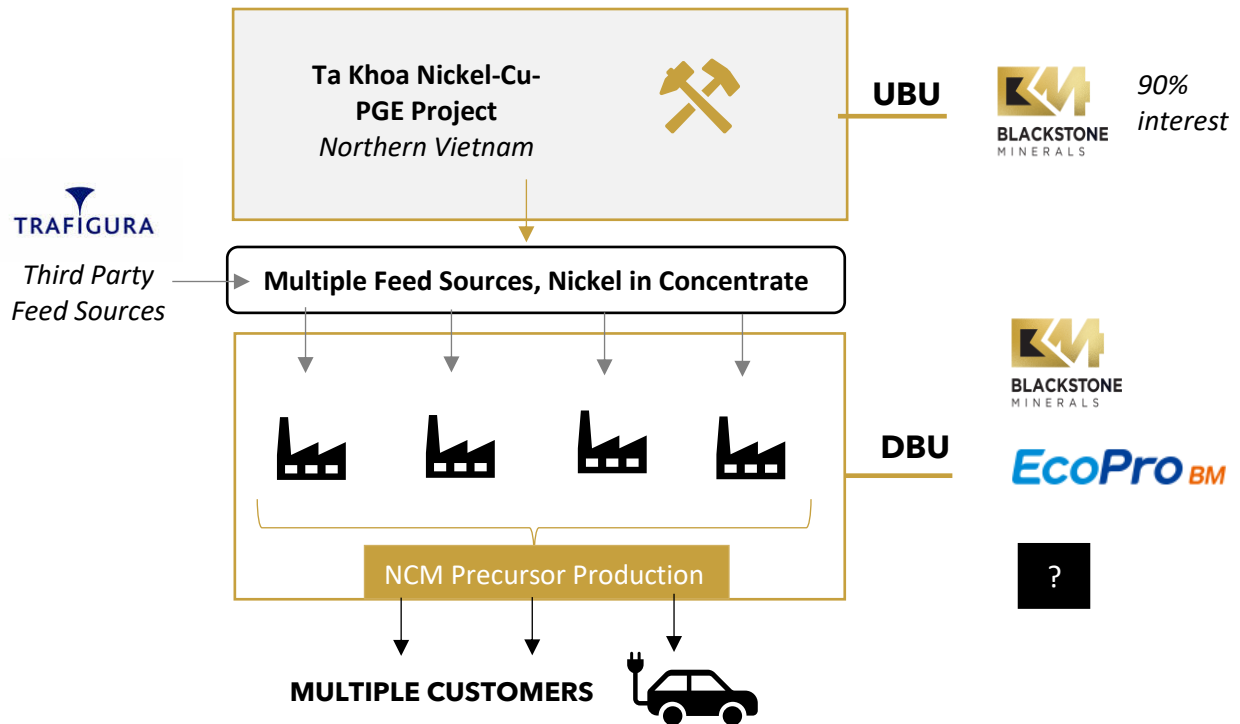 Ta Khoa Nickel-Cu-
PGE Project
Northern Vietnam
UBU
BLACKSTONE
MINERALS
90%
interest
TRAFIGURA
Third Party
Feed Sources
Multiple Feed Sources, Nickel in Concentrate
BLACKSTONE
MINERALS
DBU
EcoPro BM
NCM Precursor Production
?
MULTIPLE CUSTOMERS